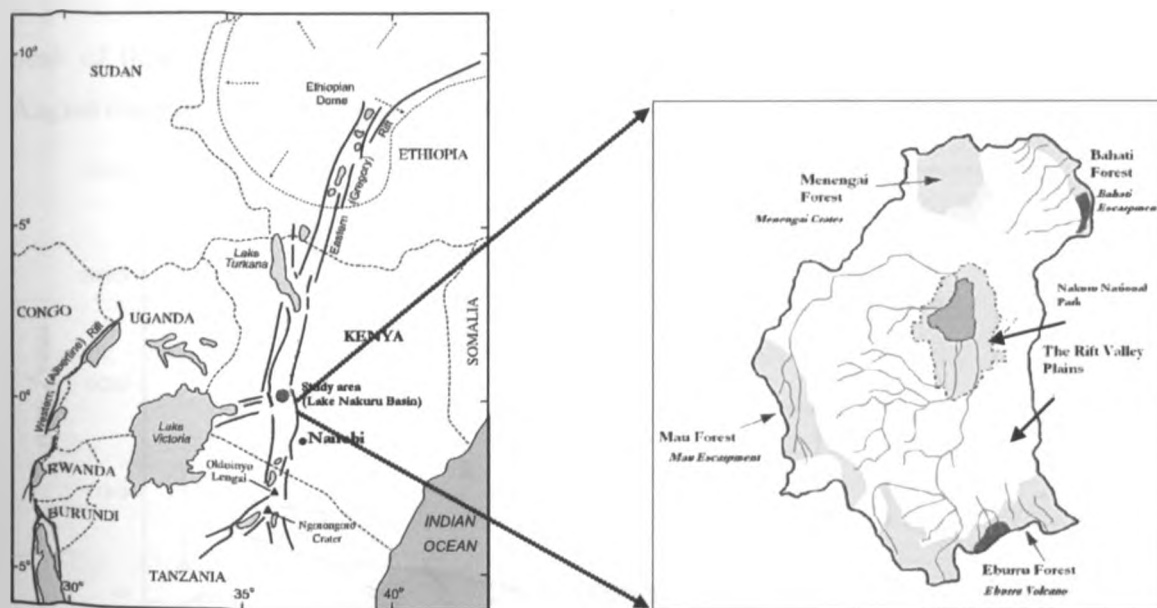 10°
SUDAN
Ethiopian
Dome
Rift
ETHIOPIA
(Gregory)
Eastern
5°
Lake
Turkana
CONGO
UGANDA
Rift
(Albertine)
Western
KENYA
SOMALIA
0°
Study area
(Lake Nakuru Basin)
Lake
Victoria
Nairobi
RWANDA
Oldoinyo
Lengai
BURUNDI
Ngorongoro
Crater
INDIAN
OCEAN
TANZANIA
-5°
30°
35°
40°
Menengai
Forest
Menengai Crater
Bahati
Forest
Bahati
Escarpment
Nakuru National
Park
The Rift Valley
Plains
Mau Forest
Mau Escarpment
Eburru Forest
Eburru Volcano